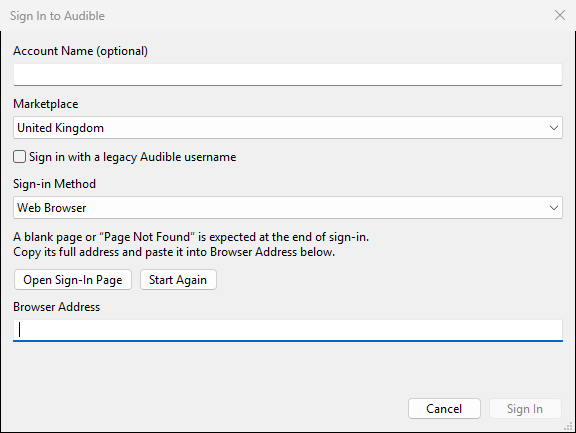 Sign In to Audible
Account Name (optional)
Marketplace
United Kingdom
Sign in with a legacy Audible username
Sign-in Method
Web Browser
A blank page or “Page Not Found” is expected at the end of sign-in.
Copy its full address and paste it into Browser Address below.
Open Sign-In Page
Start Again
Browser Address
Cancel
Sign In